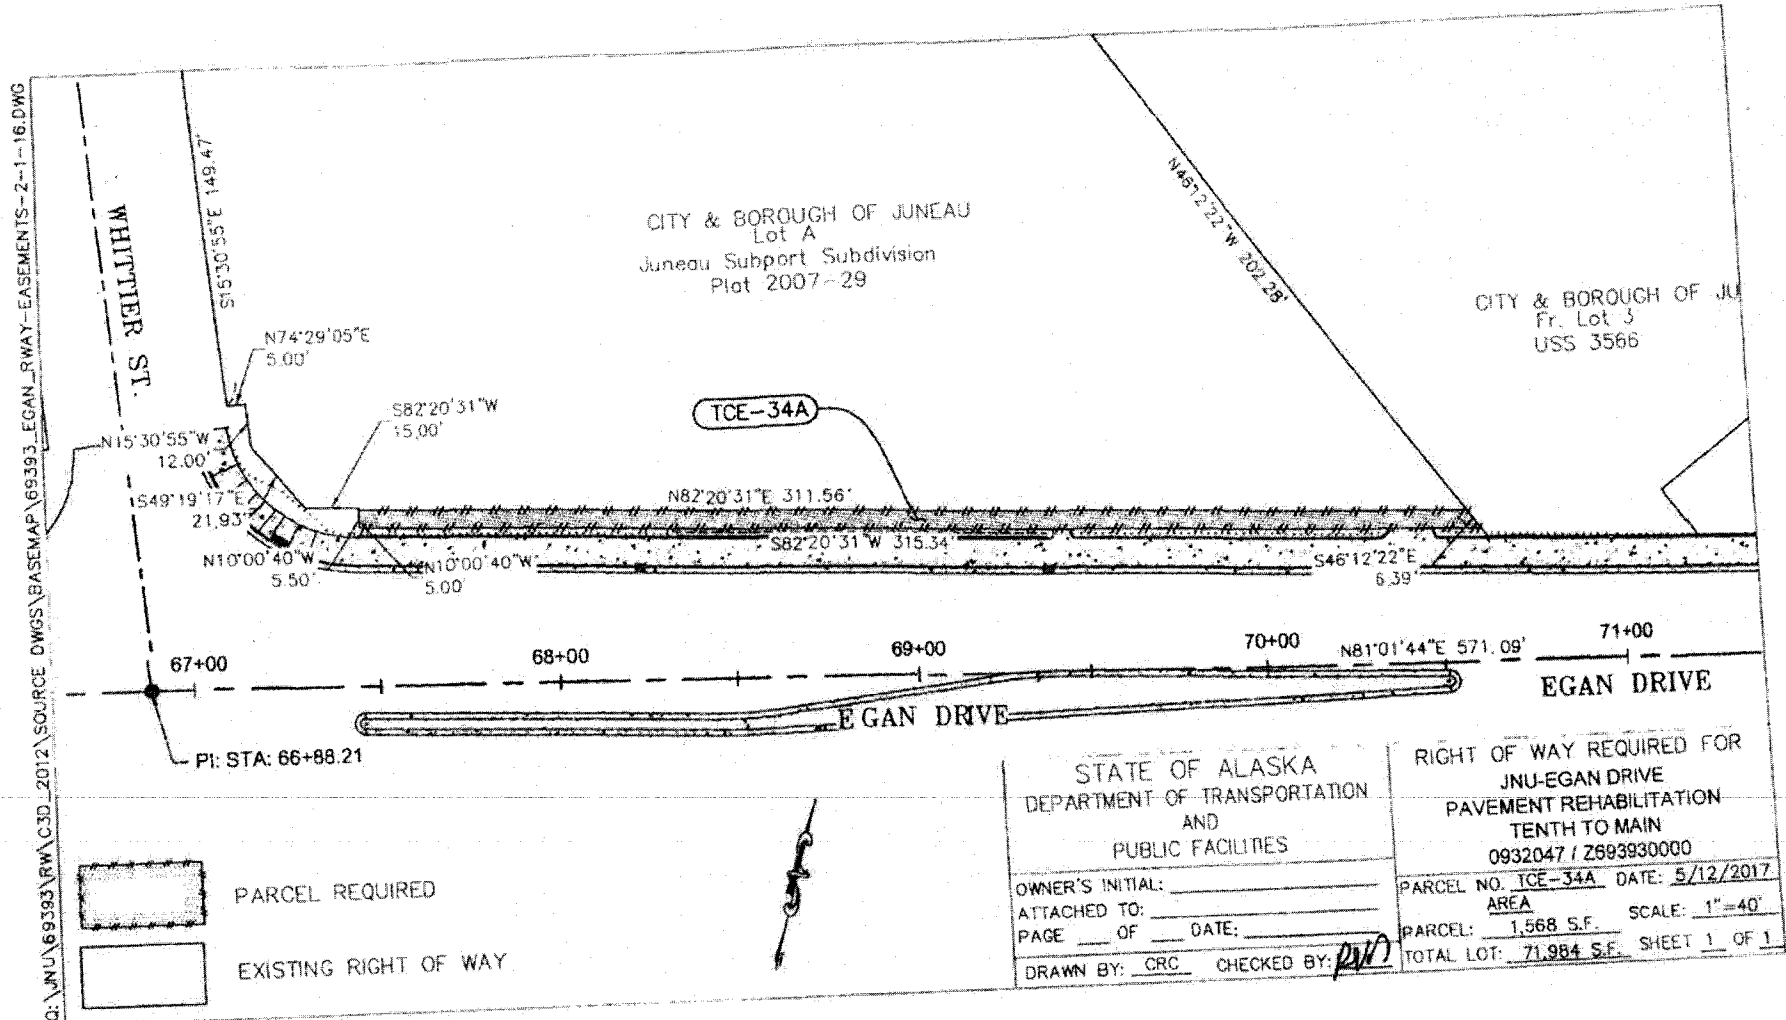 Q:\JNU\69393\RW\C3D_2012\SOURCE DWGS\BASEMAP\69393_EGAN_RWAY-EASEMENTS-2-1-16.DWG
WHITTIER ST.
S15°30'55"E 149.47'
CITY & BOROUGH OF JUNEAU
Lot A
Juneau Subport Subdivision
Plat 2007-29
N46°12'22"W 202.28'
CITY & BOROUGH OF JU
Fr. Lot 3
USS 3566
N74°29'05"E
5.00'
S82°20'31"W
15.00'
TCE-34A
N15°30'55"W
12.00'
S49°19'17"E
21.93'
N82°20'31"E 311.56'
S82°20'31"W 315.34'
N10°00'40"W
5.50'
N10°00'40"W
5.00'
S46°12'22"E
6.39'
67+00
68+00
69+00
70+00
N81°01'44"E 571.09'
71+00
EGAN DRIVE
EGAN DRIVE
PI: STA: 66+88.21
PARCEL REQUIRED
EXISTING RIGHT OF WAY
STATE OF ALASKA
DEPARTMENT OF TRANSPORTATION
AND
PUBLIC FACILITIES
OWNER'S INITIAL:
ATTACHED TO:
PAGE ___ OF ___ DATE:
DRAWN BY: CRC CHECKED BY:
RIGHT OF WAY REQUIRED FOR
JNU-EGAN DRIVE
PAVEMENT REHABILITATION
TENTH TO MAIN
0932047 / Z693930000
PARCEL NO. TCE-34A DATE: 5/12/2017
AREA
PARCEL: 1,568 S.F. SCALE: 1"=40'
TOTAL LOT: 71,984 S.F. SHEET 1 OF 1